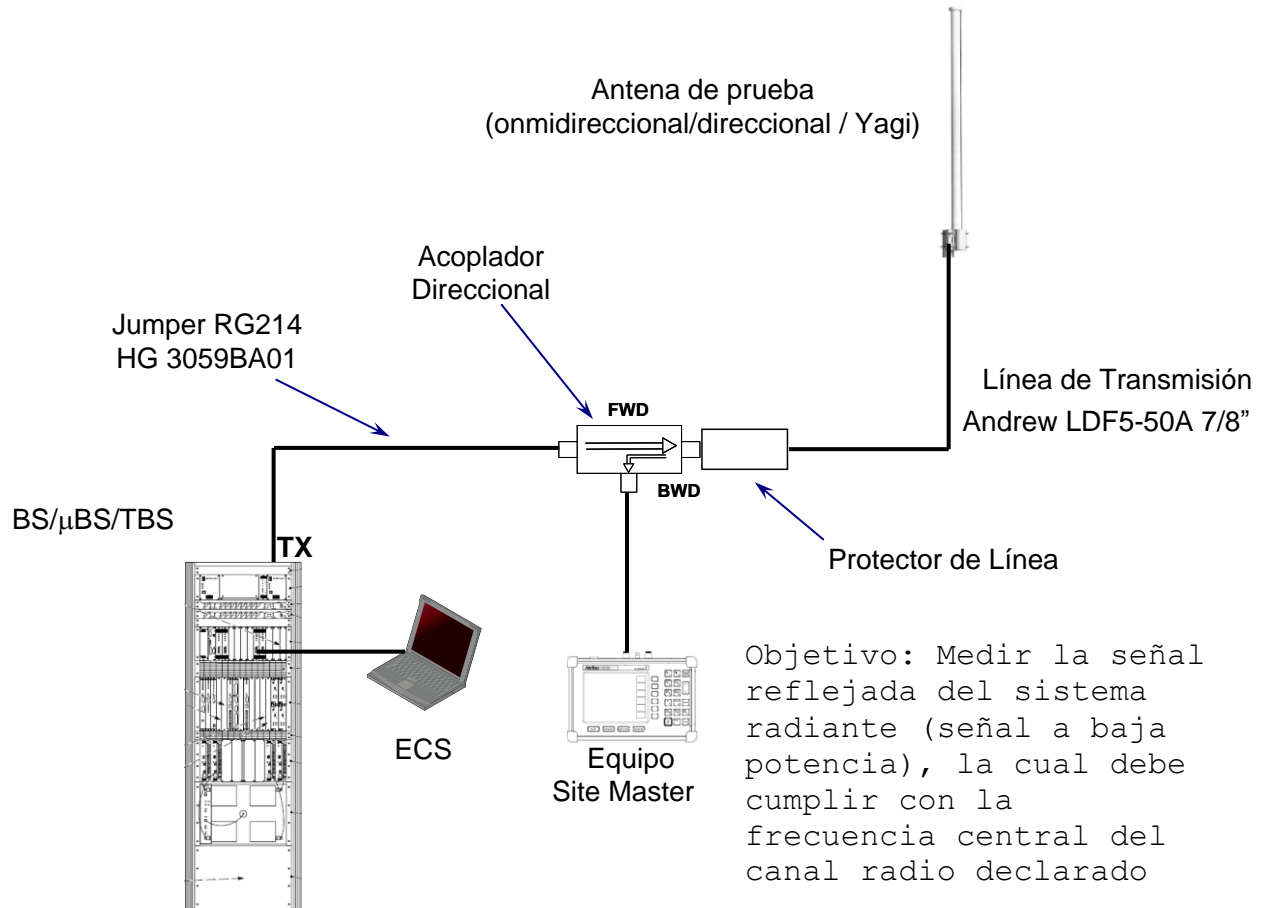 Antena de prueba
(onmidireccional/direccional / Yagi)
Acoplador
Direccional
Jumper RG214
HG 3059BA01
Línea de Transmisión
Andrew LDF5-50A 7/8”
FWD
BWD
BS/μBS/TBS
TX
Protector de Línea
ECS
Equipo
Site Master
Objetivo: Medir la señal
reflejada del sistema
radiante (señal a baja
potencia), la cual debe
cumplir con la
frecuencia central del
canal radio declarado